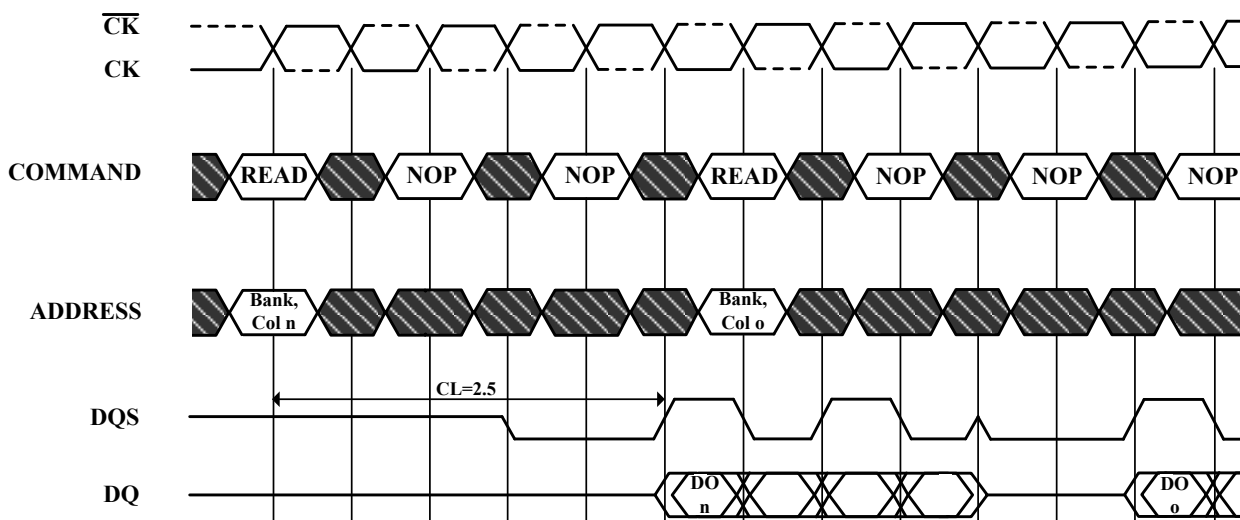 CK
CK
COMMAND READ NOP NOP READ NOP NOP NOP
ADDRESS Bank, Col n Bank, Col o
CL=2.5
DQS
DQ DO n DO o